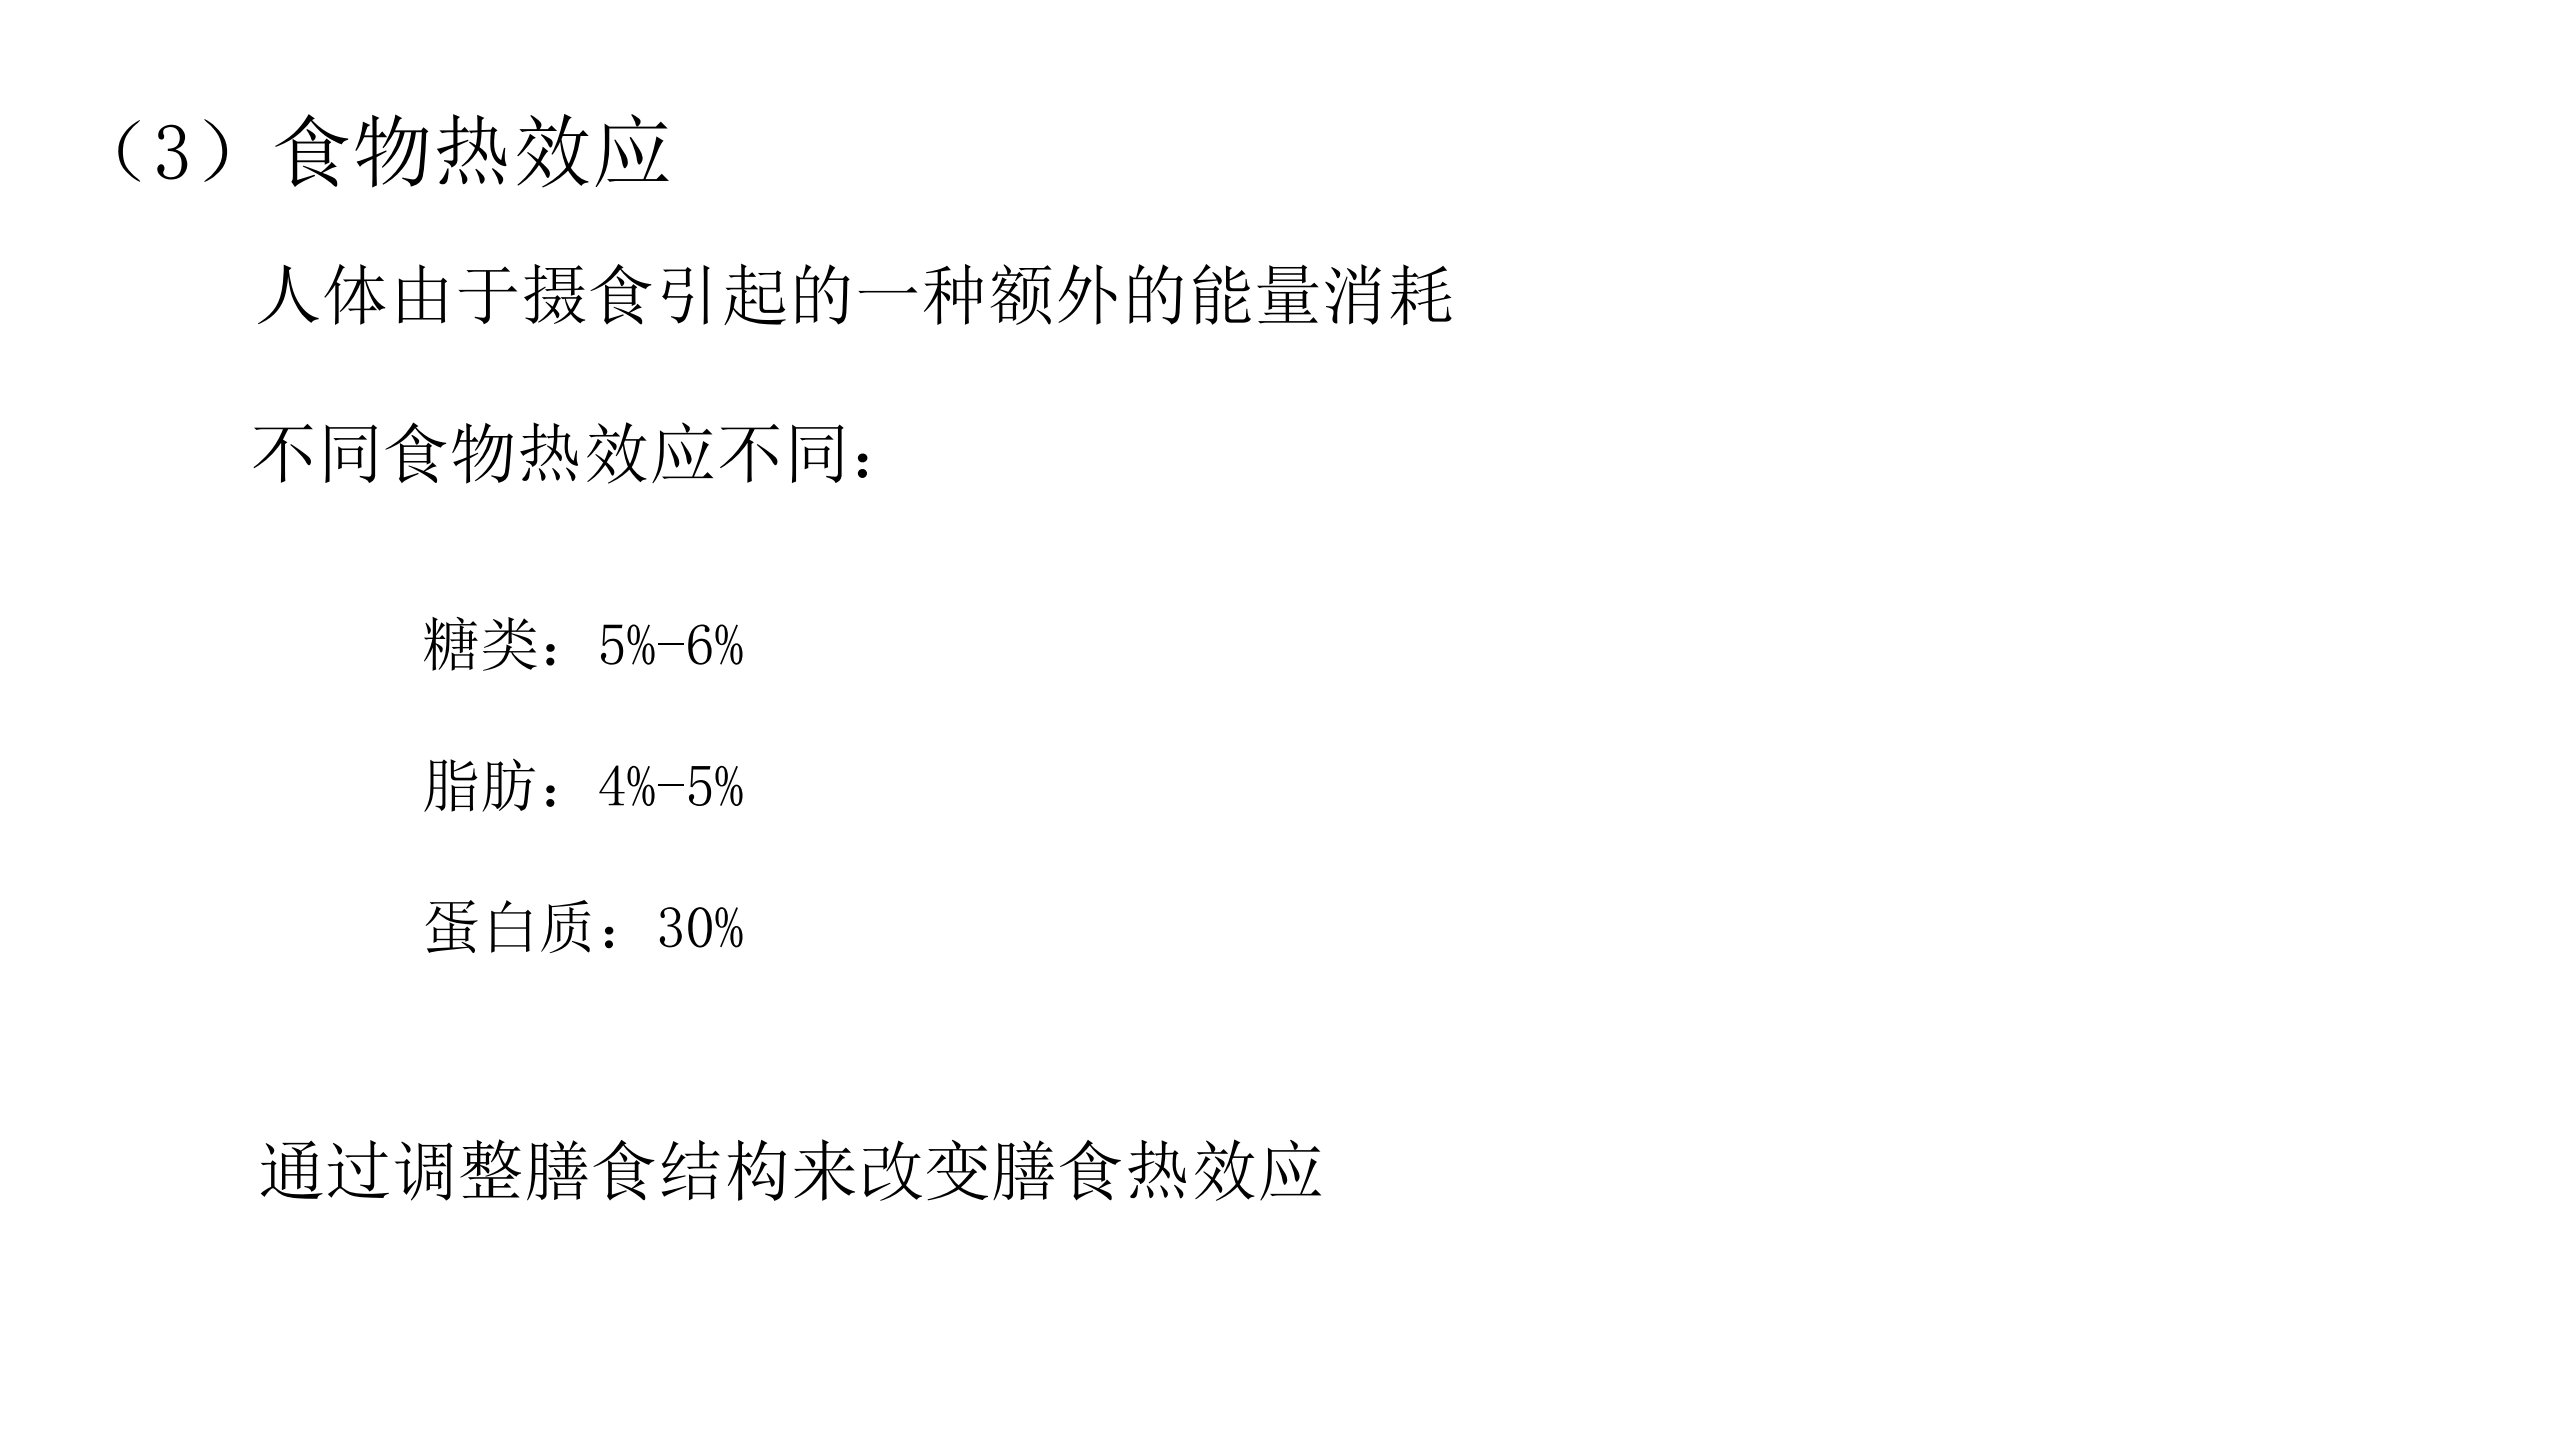 （3）食物热效应
人体由于摄食引起的一种额外的能量消耗
不同食物热效应不同：
糖类：5%-6%
脂肪：4%-5%
蛋白质：30%
通过调整膳食结构来改变膳食热效应